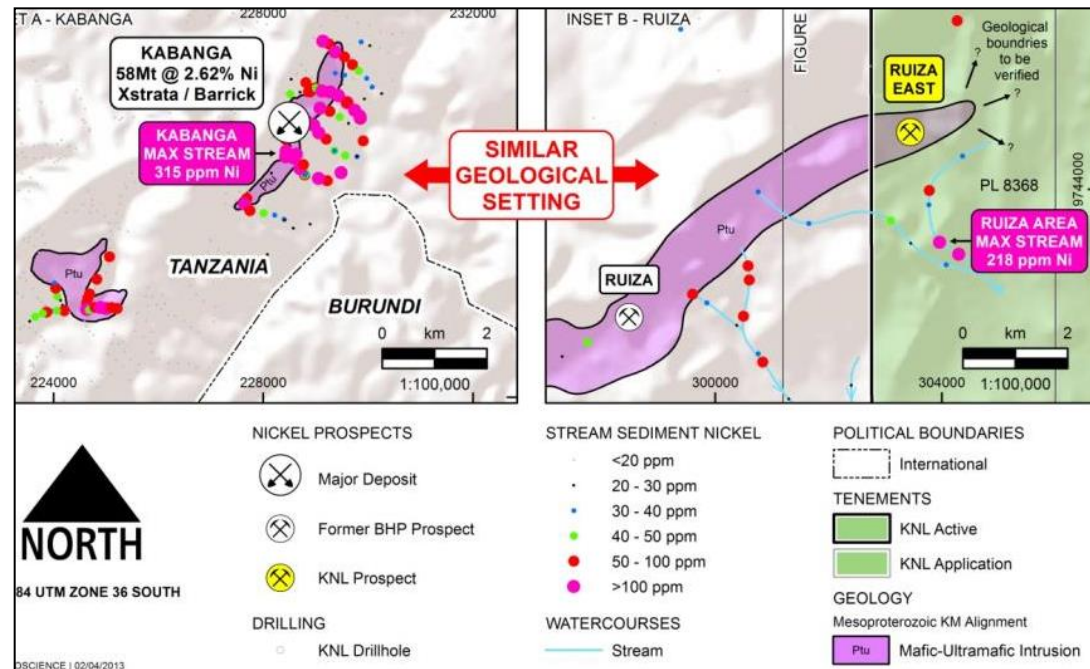 ET A - KABANGA
228000
232000
KABANGA
58Mt @ 2.62% Ni
Xstrata / Barrick
KABANGA
MAX STREAM
315 ppm Ni
Ptu
Ptu
TANZANIA
BURUNDI
0 km 2
1:100,000
224000
228000
SIMILAR
GEOLOGICAL
SETTING
INSET B - RUIZA
FIGURE
Geological
boundries
to be
verified
?
?
?
RUIZA
EAST
PL 8368
9744000
RUIZA AREA
MAX STREAM
218 ppm Ni
Ptu
RUIZA
0 km 2
1:100,000
300000
304000
NORTH
84 UTM ZONE 36 SOUTH
OSCIENCE | 02/04/2013
NICKEL PROSPECTS
Major Deposit
Former BHP Prospect
KNL Prospect
DRILLING
KNL Drillhole
STREAM SEDIMENT NICKEL
<20 ppm
20 - 30 ppm
30 - 40 ppm
40 - 50 ppm
50 - 100 ppm
>100 ppm
WATERCOURSES
Stream
POLITICAL BOUNDARIES
International
TENEMENTS
KNL Active
KNL Application
GEOLOGY
Mesoproterozoic KM Alignment
Ptu Mafic-Ultramafic Intrusion